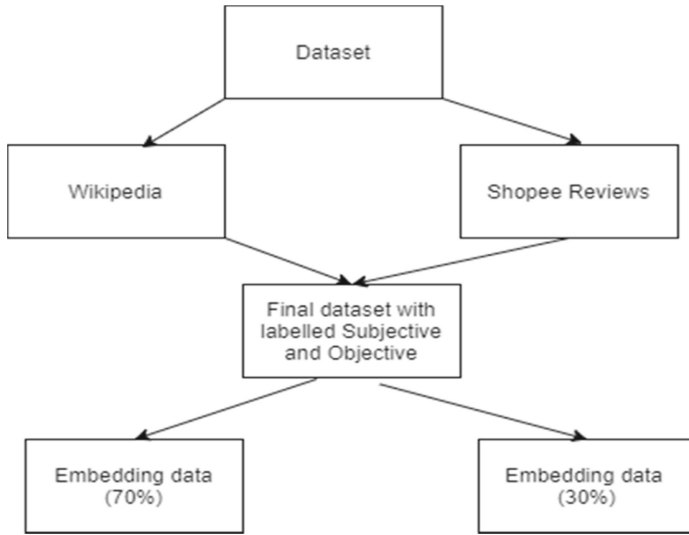 Dataset
Wikipedia
Shopee Reviews
Final dataset with
labelled Subjective
and Objective
Embedding data
(70%)
Embedding data
(30%)